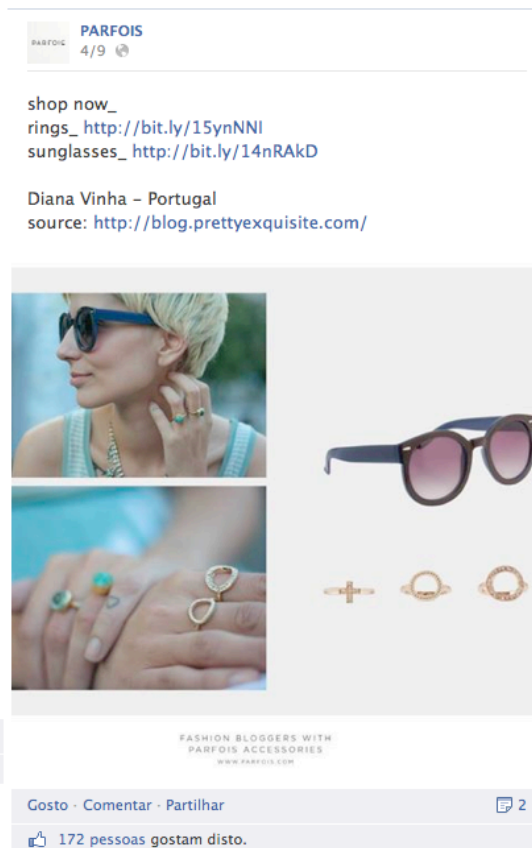 PARFOIS
PARFOIS
4/9
shop now_
rings_ http://bit.ly/15ynNNI
sunglasses_ http://bit.ly/14nRAkD
Diana Vinha – Portugal
source: http://blog.prettyexquisite.com/
FASHION BLOGGERS WITH
PARFOIS ACCESSORIES
WWW.PARFOIS.COM
Gosto · Comentar · Partilhar
2
172 pessoas gostam disto.